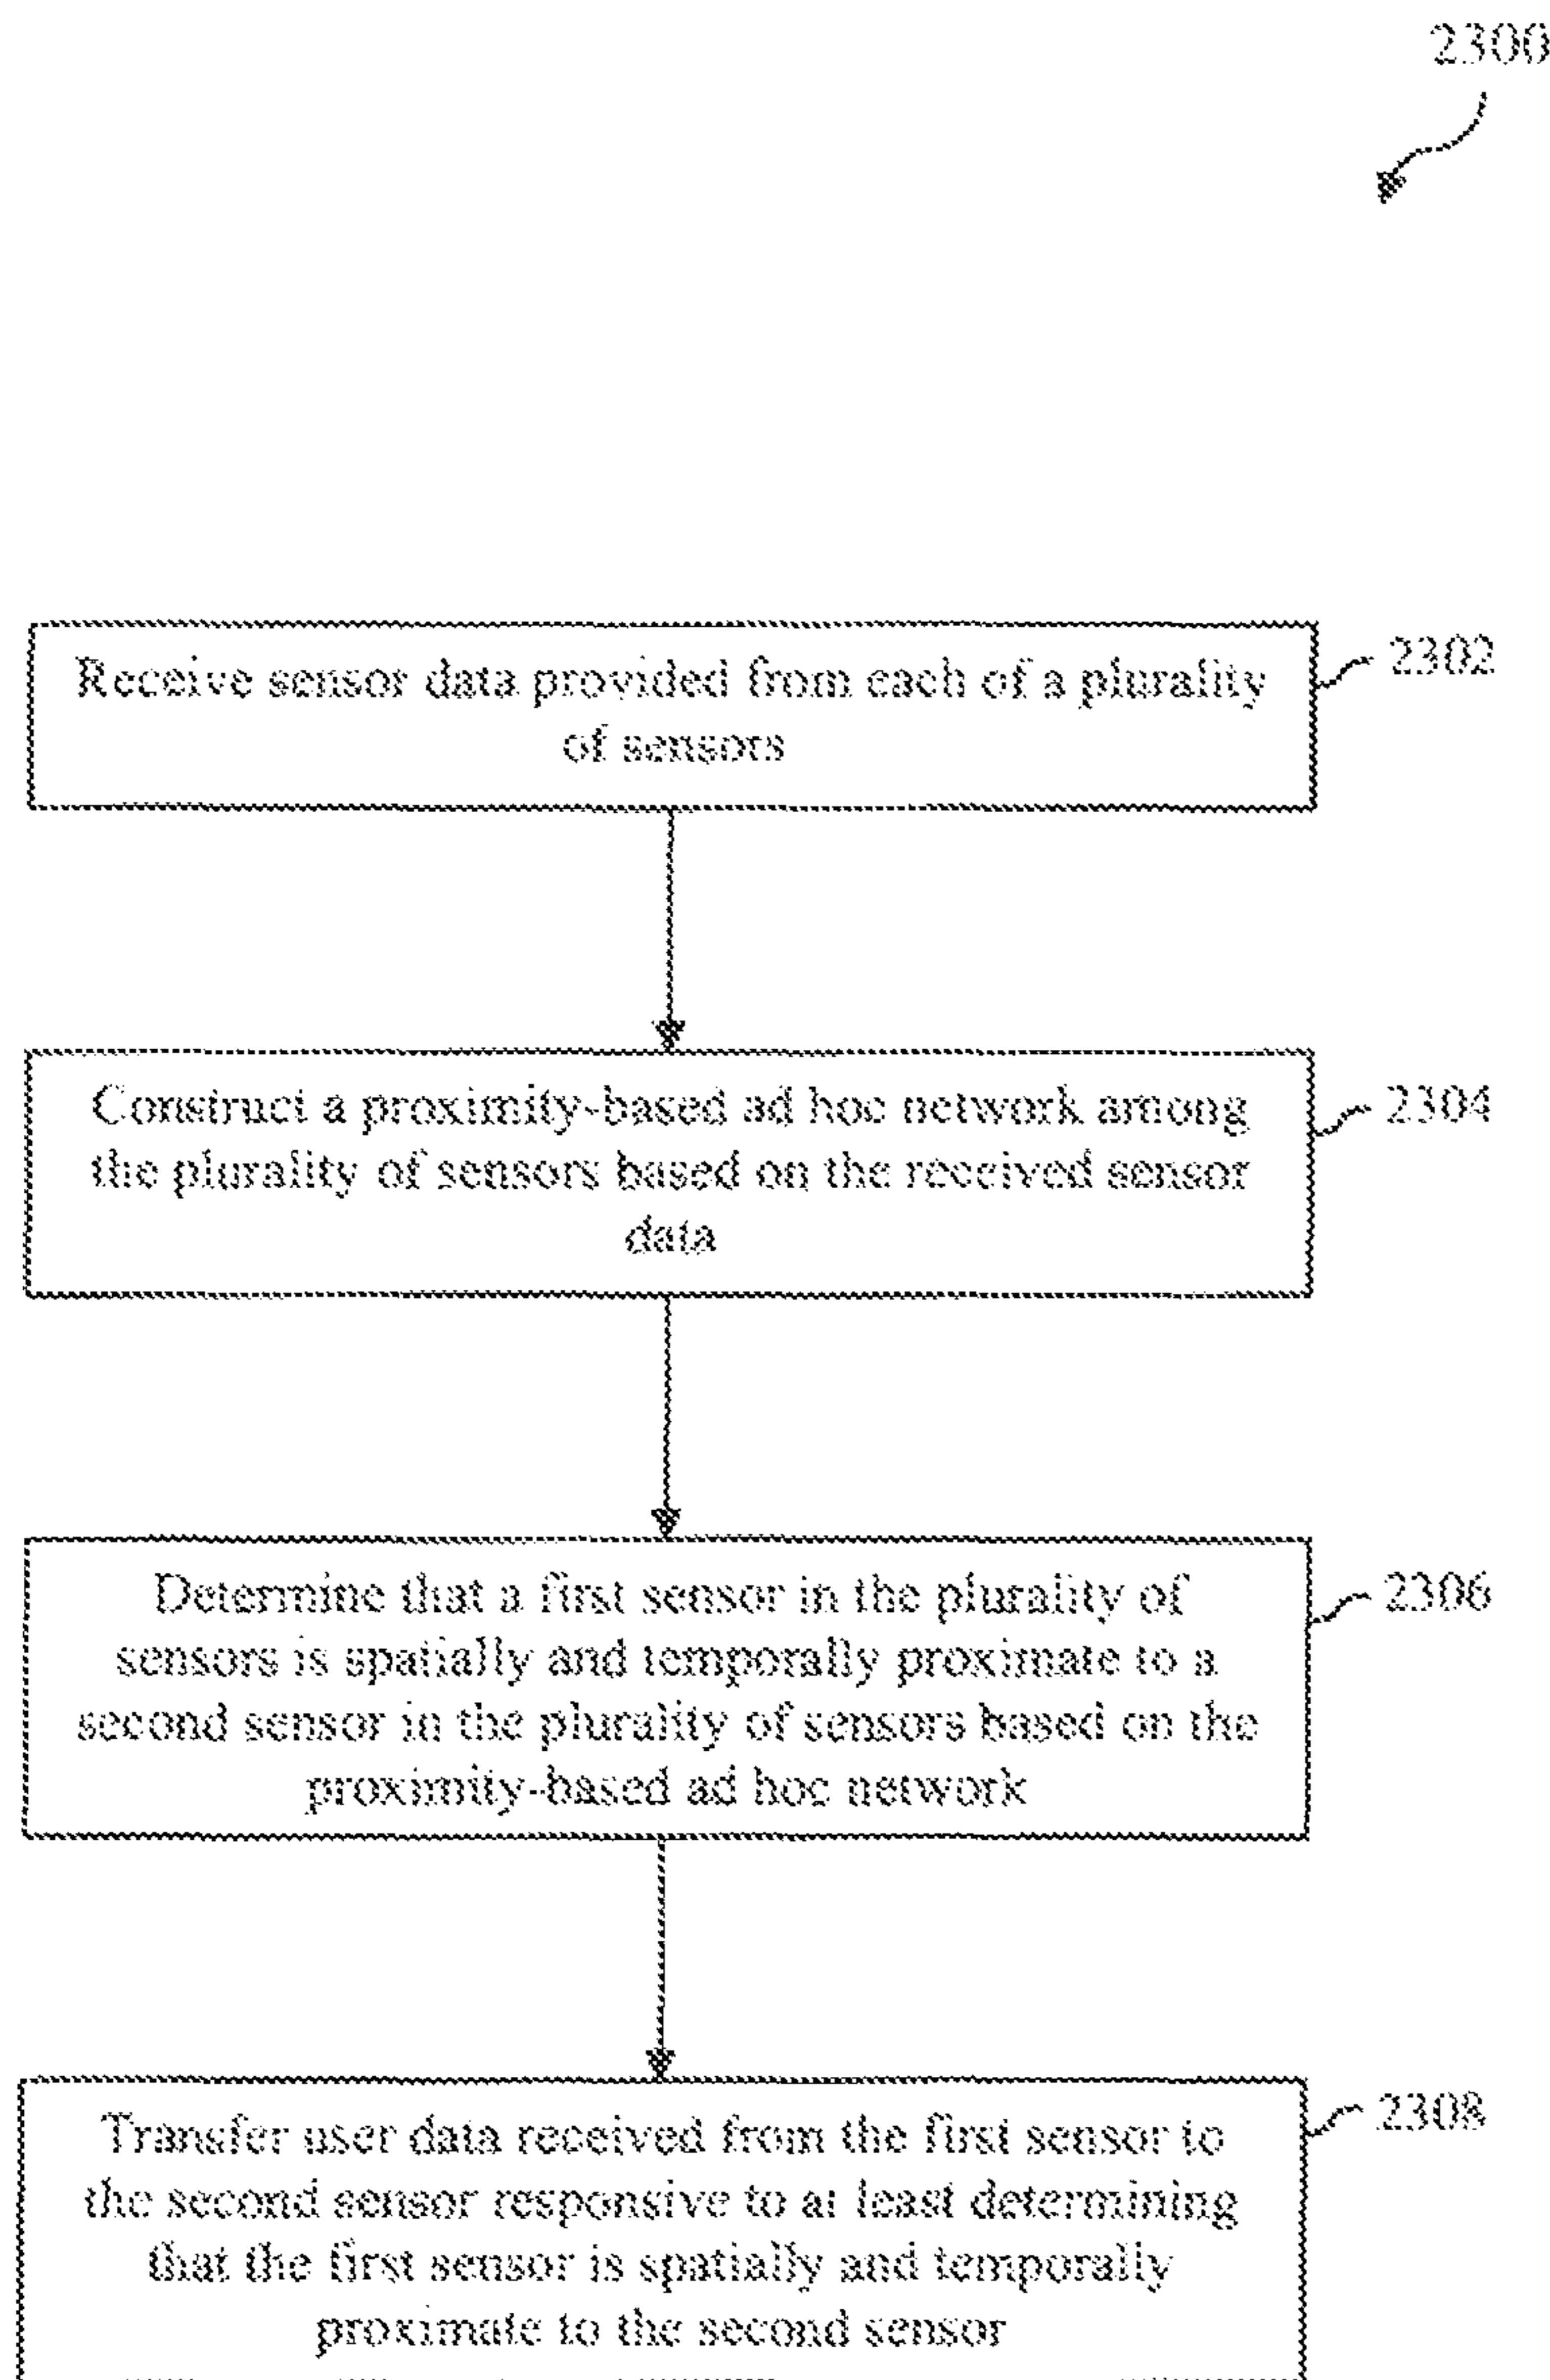 2300
Receive sensor data provided from each of a plurality
of sensors
2302
Construct a proximity-based ad hoc network among
the plurality of sensors based on the received sensor
data
2304
Determine that a first sensor in the plurality of
sensors is spatially and temporally proximate to a
second sensor in the plurality of sensors based on the
proximity-based ad hoc network
2306
Transfer user data received from the first sensor to
the second sensor responsive to at least determining
that the first sensor is spatially and temporally
proximate to the second sensor
2308